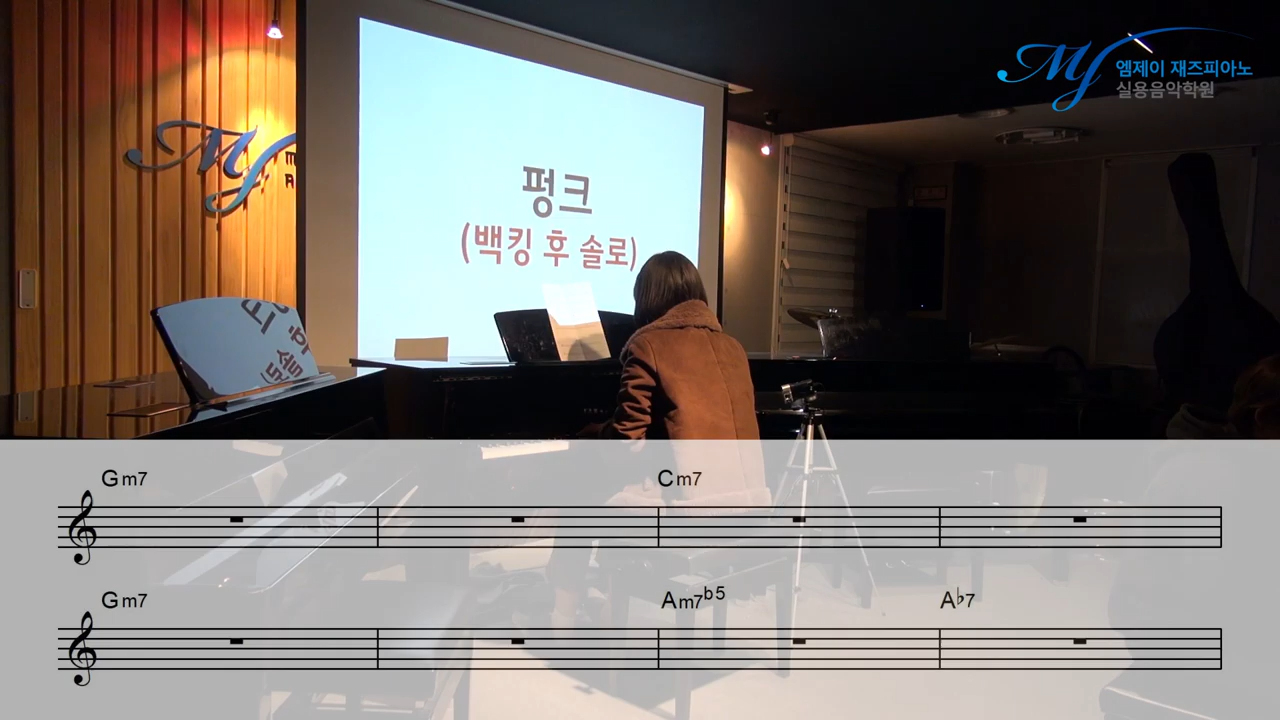 엠제이 재즈피아노
실용음악학원
펑크
(백킹 후 솔로)
Gm7 Cm7
Gm7 Am7b5 A♭7